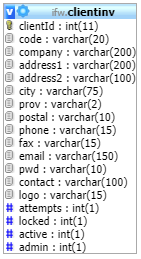 ifw.clientinv
clientId : int(11)
code : varchar(20)
company : varchar(200)
address1 : varchar(200)
address2 : varchar(100)
city : varchar(75)
prov : varchar(2)
postal : varchar(10)
phone : varchar(15)
fax : varchar(15)
email : varchar(150)
pwd : varchar(10)
contact : varchar(100)
logo : varchar(15)
# attempts : int(1)
# locked : int(1)
# active : int(1)
# admin : int(1)